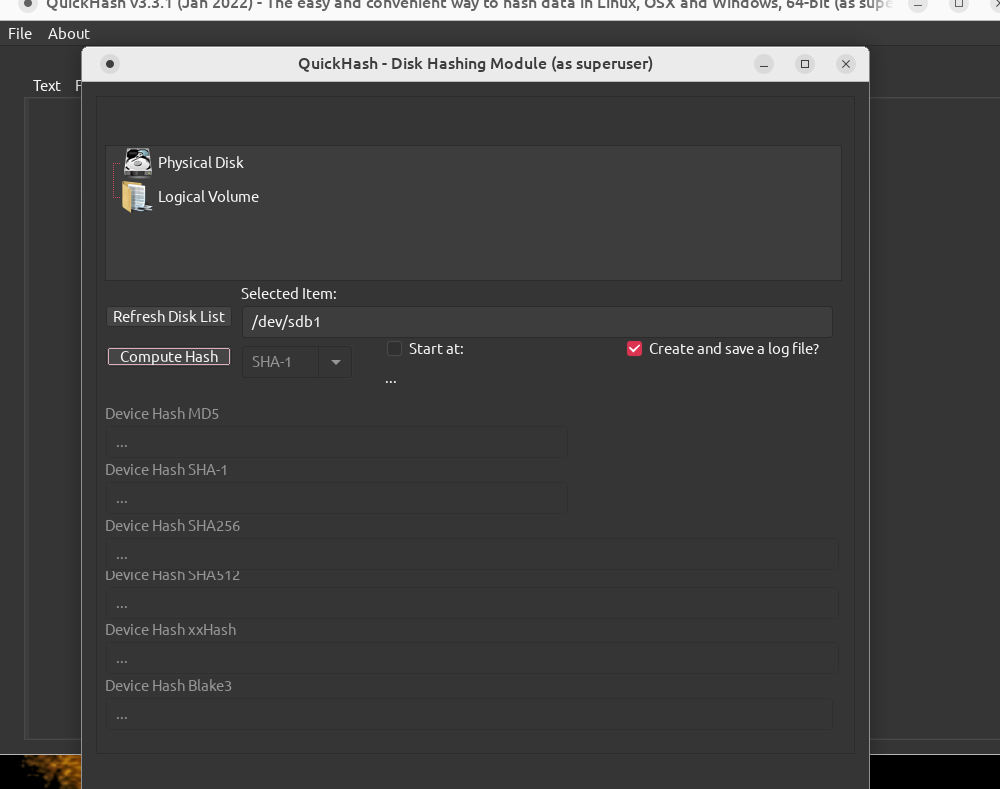 QuickHash v3.3.1 (Jan 2022) - The easy and convenient way to hash data in Linux, OSX and Windows, 64-bit (as supe
File About
QuickHash - Disk Hashing Module (as superuser)
Text F
Physical Disk
Logical Volume
Selected Item:
Refresh Disk List /dev/sdb1
Compute Hash SHA-1 Start at: Create and save a log file?
...
Device Hash MD5
...
Device Hash SHA-1
...
Device Hash SHA256
...
Device Hash SHA512
...
Device Hash xxHash
...
Device Hash Blake3
...